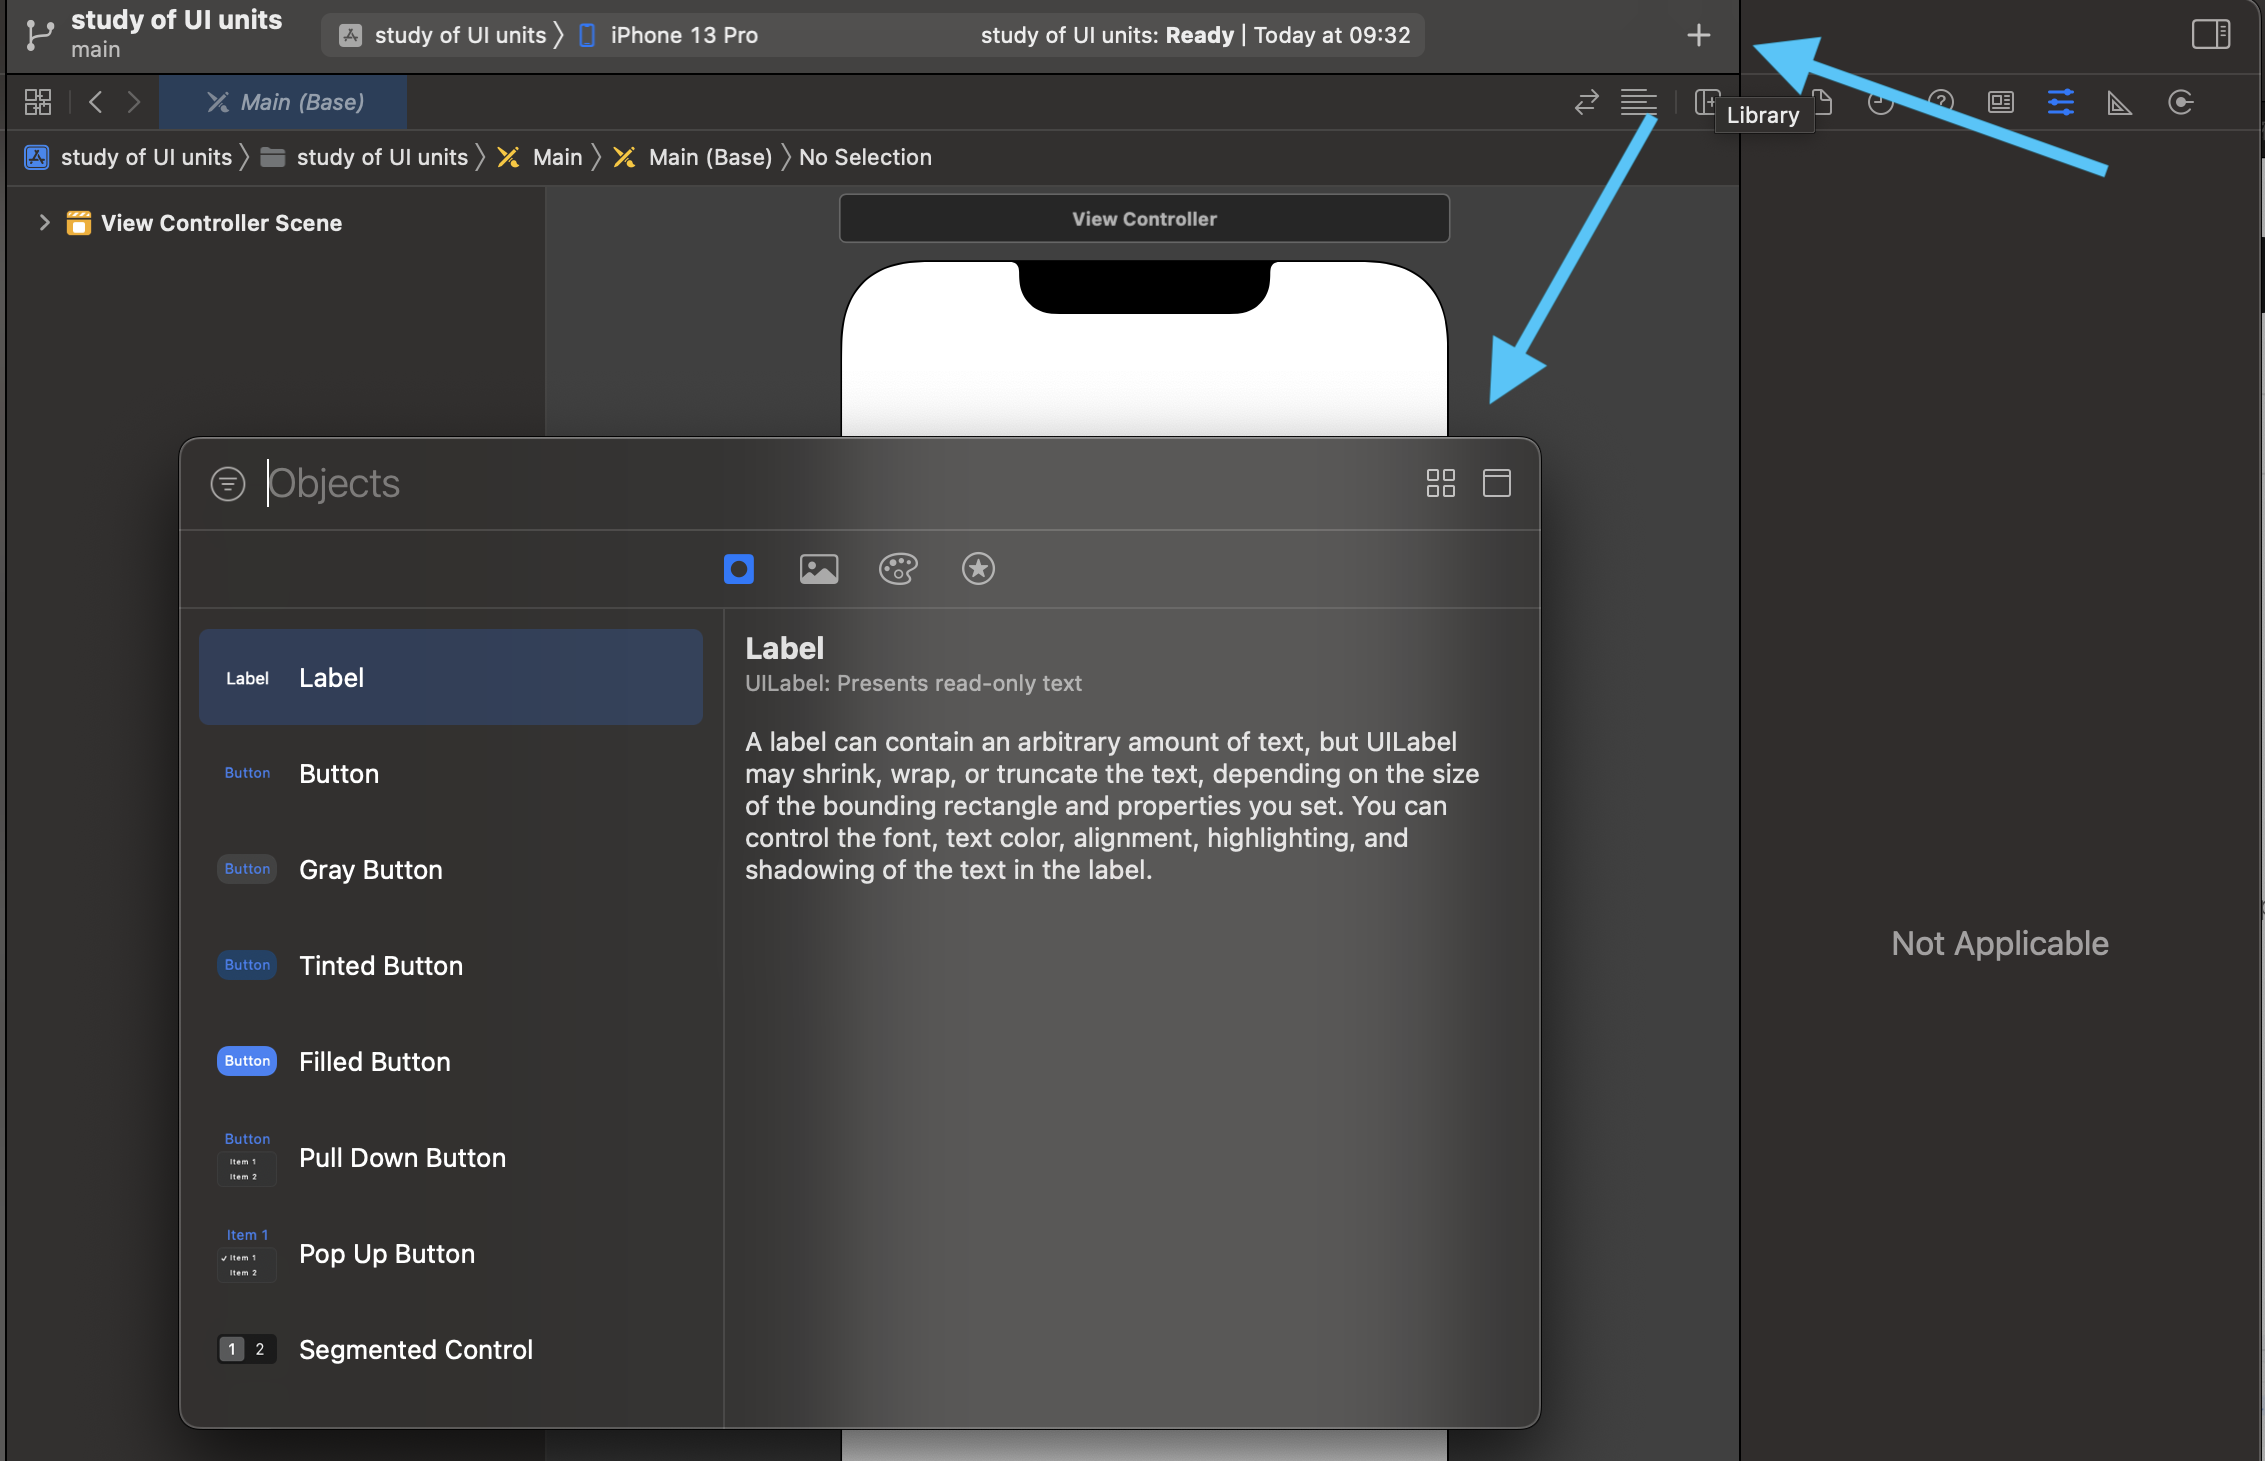 study of UI units
main
study of UI units
iPhone 13 Pro
study of UI units: Ready | Today at 09:32
Main (Base)
Library
study of UI units
study of UI units
Main
Main (Base)
No Selection
View Controller Scene
View Controller
Objects
Label Label
Button Button
Button Gray Button
Button Tinted Button
Button Filled Button
Button
Item 1
Item 2
Pull Down Button
Item 1
✓ Item 1
Item 2
Pop Up Button
1 2 Segmented Control
Label
UILabel: Presents read-only text
A label can contain an arbitrary amount of text, but UILabel
may shrink, wrap, or truncate the text, depending on the size
of the bounding rectangle and properties you set. You can
control the font, text color, alignment, highlighting, and
shadowing of the text in the label.
Not Applicable